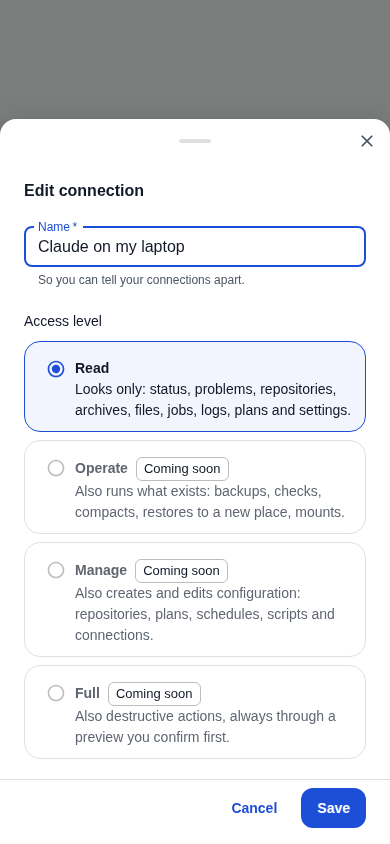 Edit connection
Name *
Claude on my laptop
So you can tell your connections apart.
Access level
Read
Looks only: status, problems, repositories,
archives, files, jobs, logs, plans and settings.
Operate Coming soon
Also runs what exists: backups, checks,
compacts, restores to a new place, mounts.
Manage Coming soon
Also creates and edits configuration:
repositories, plans, schedules, scripts and
connections.
Full Coming soon
Also destructive actions, always through a
preview you confirm first.
Cancel Save